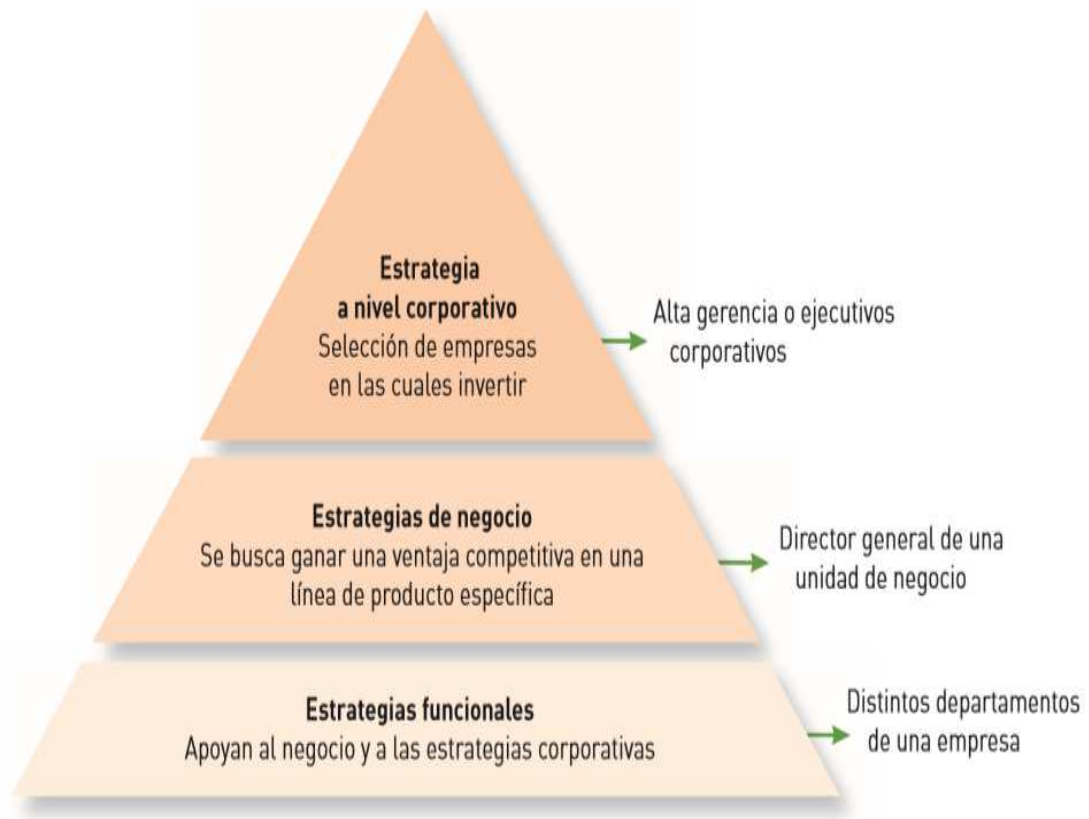 Estrategia
a nivel corporativo
Selección de empresas
en las cuales invertir
Alta gerencia o ejecutivos
corporativos
Estrategias de negocio
Se busca ganar una ventaja competitiva en una
línea de producto específica
Director general de una
unidad de negocio
Estrategias funcionales
Apoyan al negocio y a las estrategias corporativas
Distintos departamentos
de una empresa